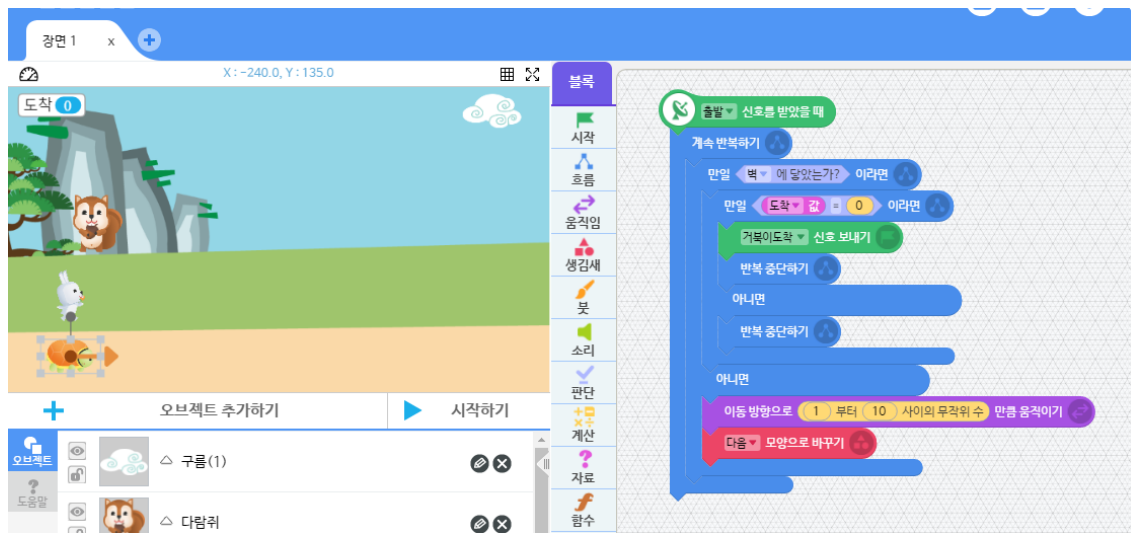 장면 1 x +
X : -240.0, Y : 135.0
도착 0
오브젝트 추가하기
시작하기
오브젝트
도움말
구름(1)
다람쥐
블록
시작
흐름
움직임
생김새
붓
소리
판단
계산
자료
함수
출발 신호를 받았을 때
계속 반복하기
만일 벽 에 닿았는가? 이라면
만일 도착 값 = 0 이라면
거북이도착 신호 보내기
반복 중단하기
아니면
반복 중단하기
아니면
이동 방향으로 1 부터 10 사이의 무작위 수 만큼 움직이기
다음 모양으로 바꾸기